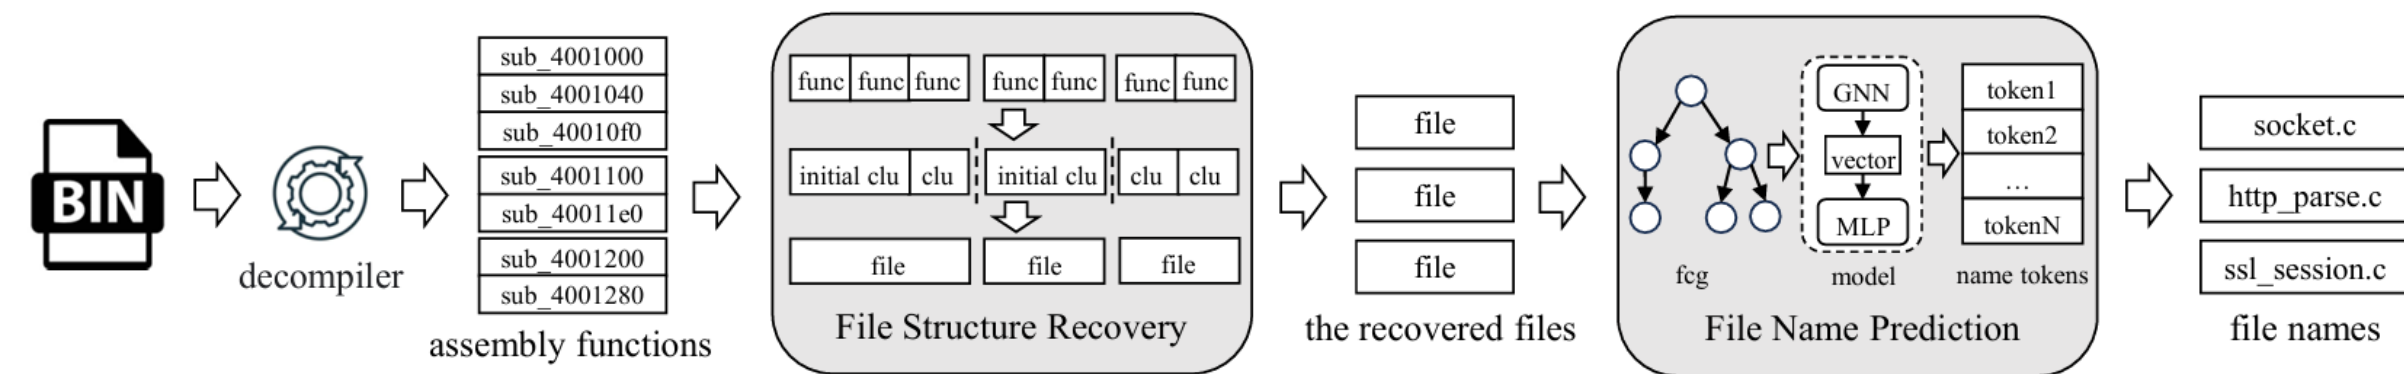 BIN
decompiler
sub_4001000
sub_4001040
sub_40010f0
sub_4001100
sub_40011e0
sub_4001200
sub_4001280
assembly functions
func func func func func func func
initial clu clu initial clu clu clu
file file file
File Structure Recovery
file
file
file
the recovered files
fcg
GNN
vector
MLP
model
token1
token2
...
tokenN
name tokens
File Name Prediction
socket.c
http_parse.c
ssl_session.c
file names